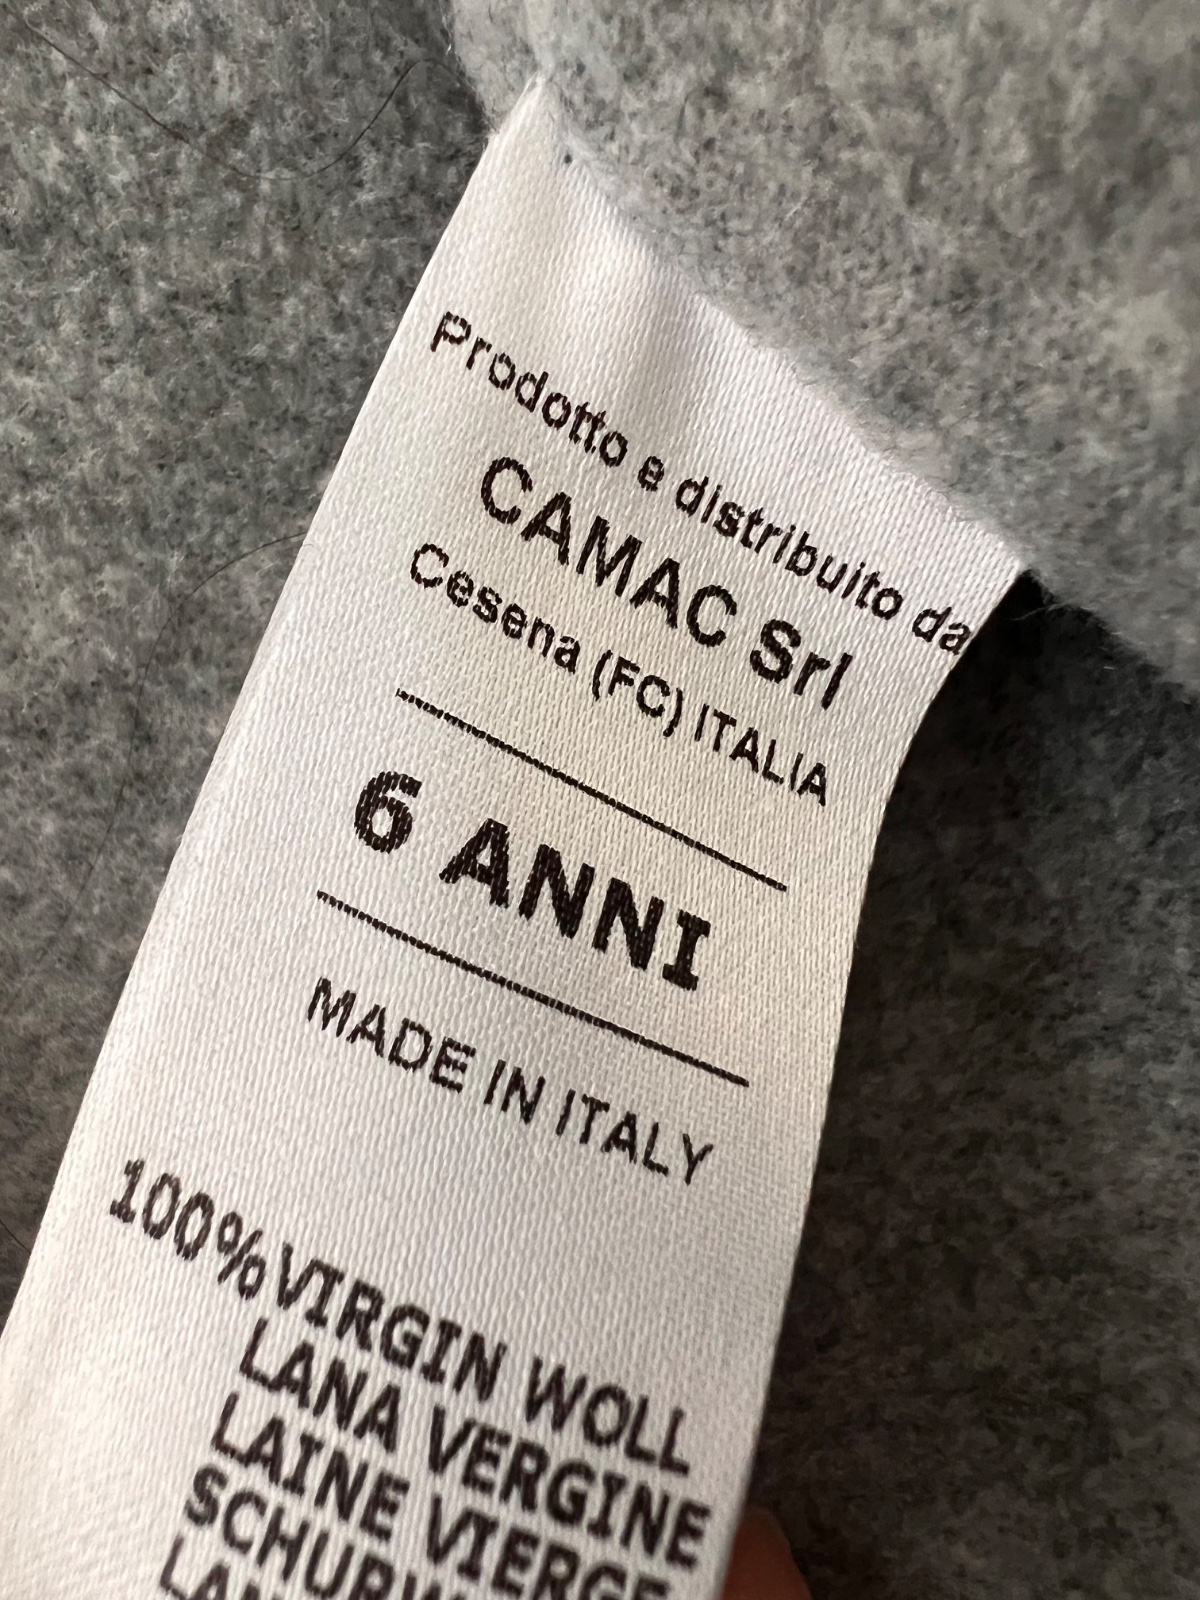 Prodotto e distribuito da
CAMAC Srl
Cesena (FC) ITALIA
6 ANNI
MADE IN ITALY
100%VIRGIN WOLL
LANA VERGINE
LAINE VIERGE